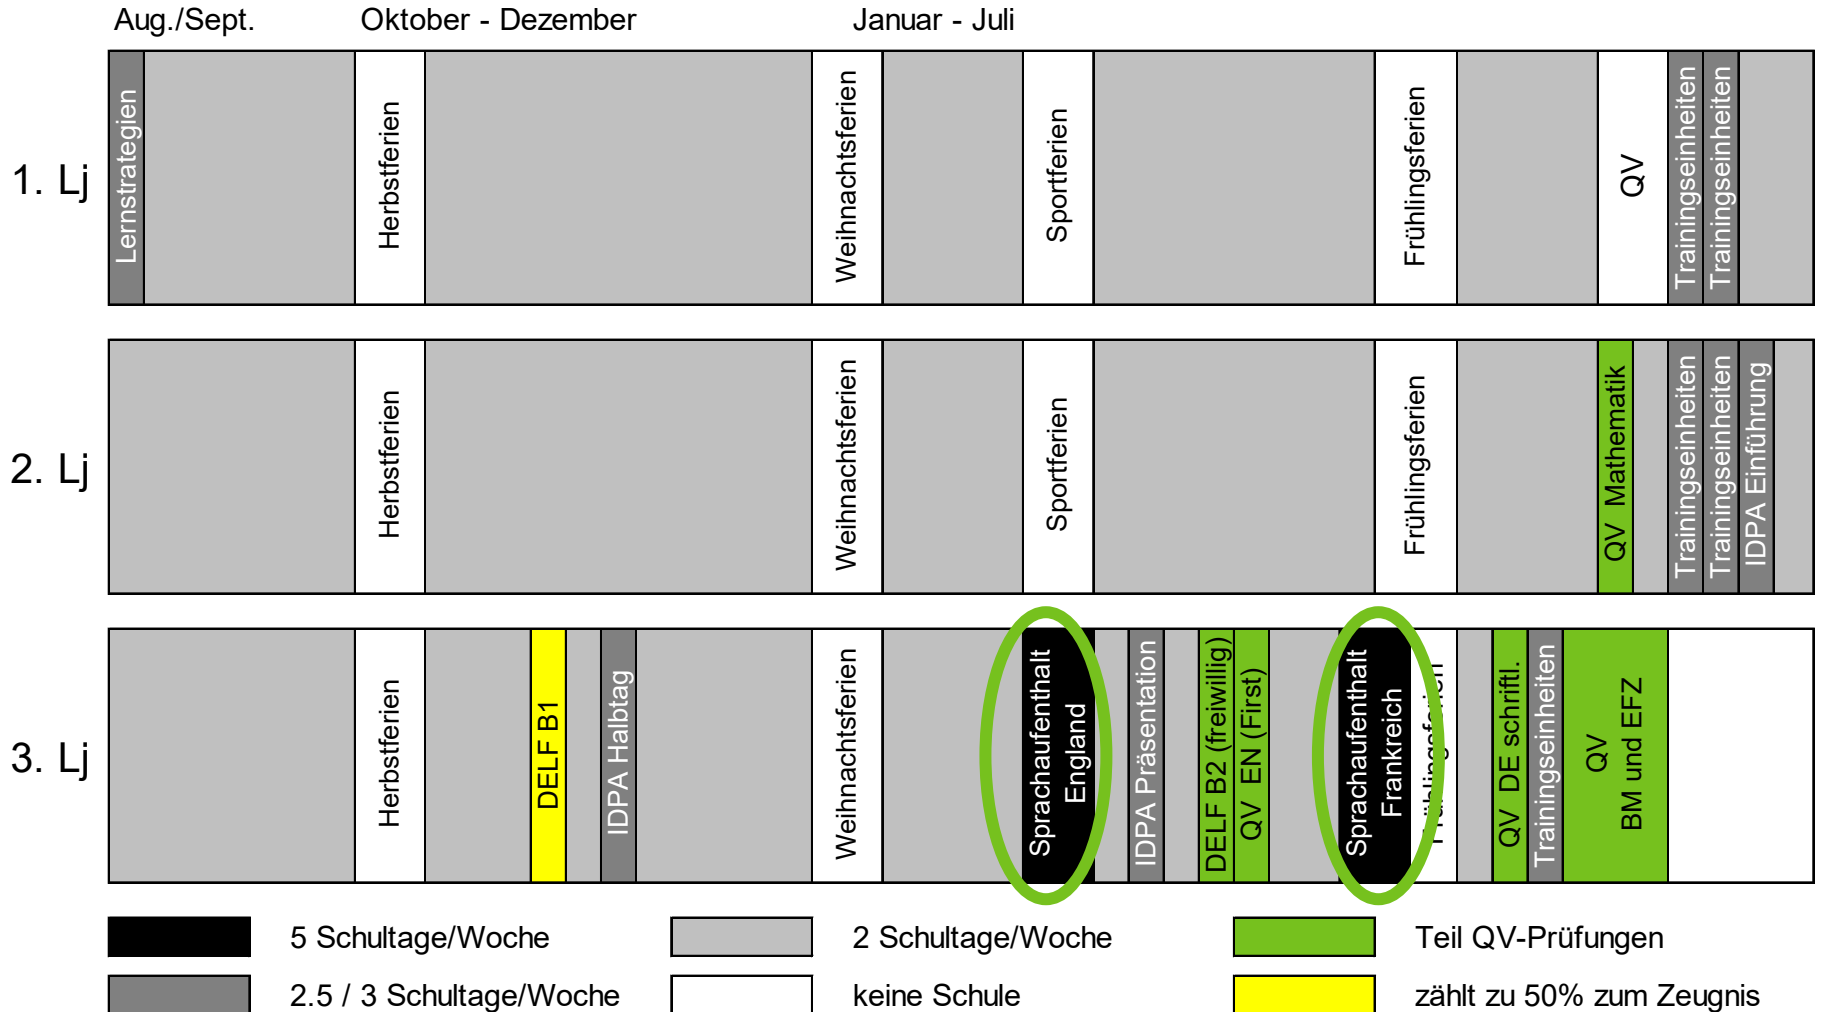 Aug./Sept.
Oktober - Dezember
Januar - Juli
1. Lj
Lernstrategien
Herbstferien
Weihnachtsferien
Sportferien
Frühlingsferien
QV
Trainingseinheiten
Trainingseinheiten
2. Lj
Herbstferien
Weihnachtsferien
Sportferien
Frühlingsferien
QV Mathematik
Trainingseinheiten
Trainingseinheiten
IDPA Einführung
3. Lj
Herbstferien
DELF B1
IDPA Halbtag
Weihnachtsferien
Sprachaufenthalt
England
IDPA Präsentation
DELF B2 (freiwillig)
QV EN (First)
Sprachaufenthalt
Frankreich
Frühlingsferien
QV DE schriftl.
Trainingseinheiten
QV
BM und EFZ
5 Schultage/Woche
2 Schultage/Woche
Teil QV-Prüfungen
2.5 / 3 Schultage/Woche
keine Schule
zählt zu 50% zum Zeugnis